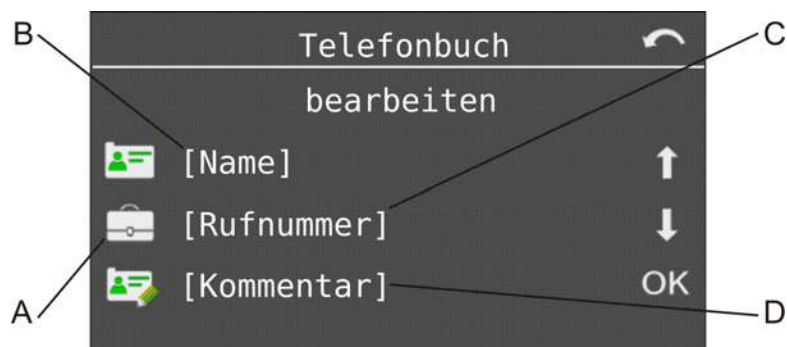 B
C
Telefonbuch
bearbeiten
[Name]
[Rufnummer]
[Kommentar]
OK
A
D